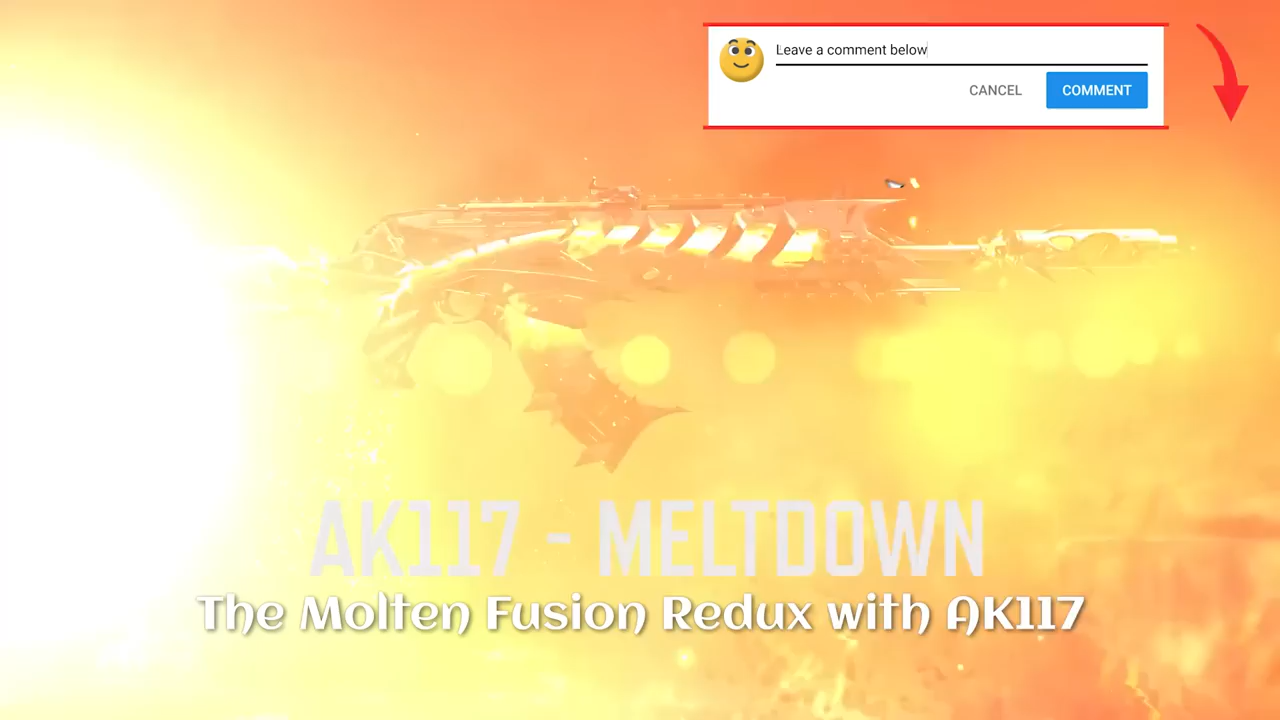 Leave a comment below
CANCEL
COMMENT
AK117 - MELTDOWN
The Molten Fusion Redux with AK117